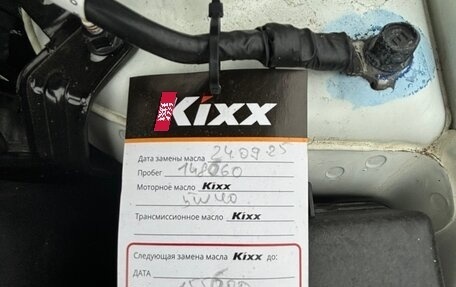 Kixx
Дата замены масла 24.09.25
Пробег
Моторное масло Kixx
5W40
Трансмиссионное масло Kixx
Следующая замена масла Kixx до:
ДАТА